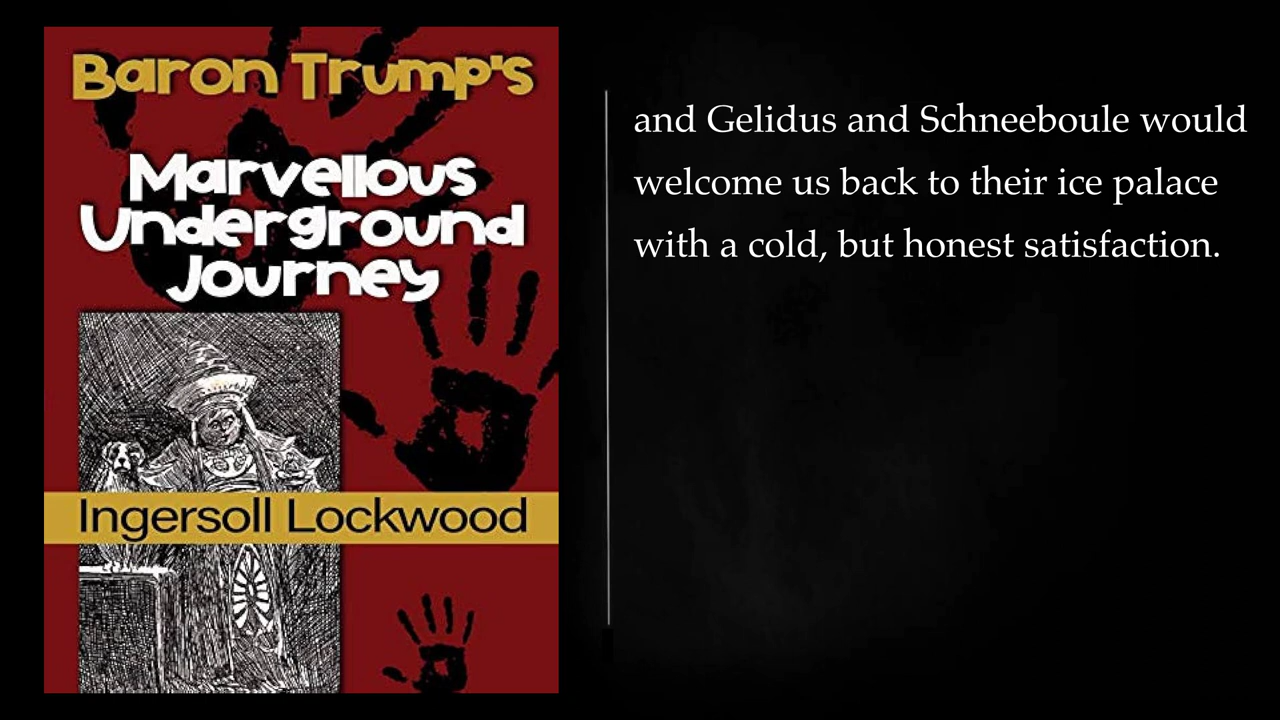 Baron Trump's
Marvellous
Underground
Journey
Ingersoll Lockwood
and Gelidus and Schneeboule would
welcome us back to their ice palace
with a cold, but honest satisfaction.